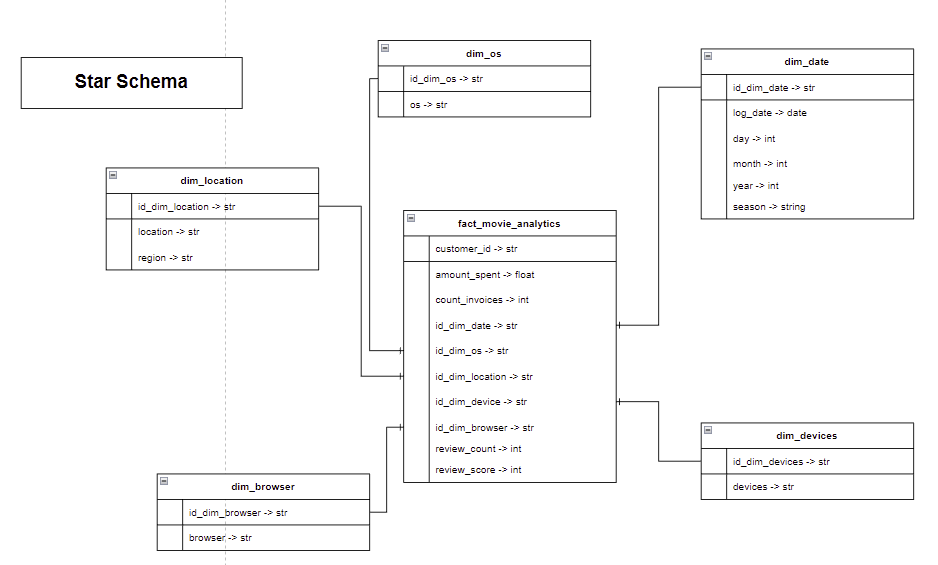 Star Schema
dim_os
id_dim_os -> str
os -> str
dim_date
id_dim_date -> str
log_date -> date
day -> int
month -> int
year -> int
season -> string
dim_location
id_dim_location -> str
location -> str
region -> str
fact_movie_analytics
customer_id -> str
amount_spent -> float
count_invoices -> int
id_dim_date -> str
id_dim_os -> str
id_dim_location -> str
id_dim_device -> str
id_dim_browser -> str
review_count -> int
review_score -> int
dim_devices
id_dim_devices -> str
devices -> str
dim_browser
id_dim_browser -> str
browser -> str